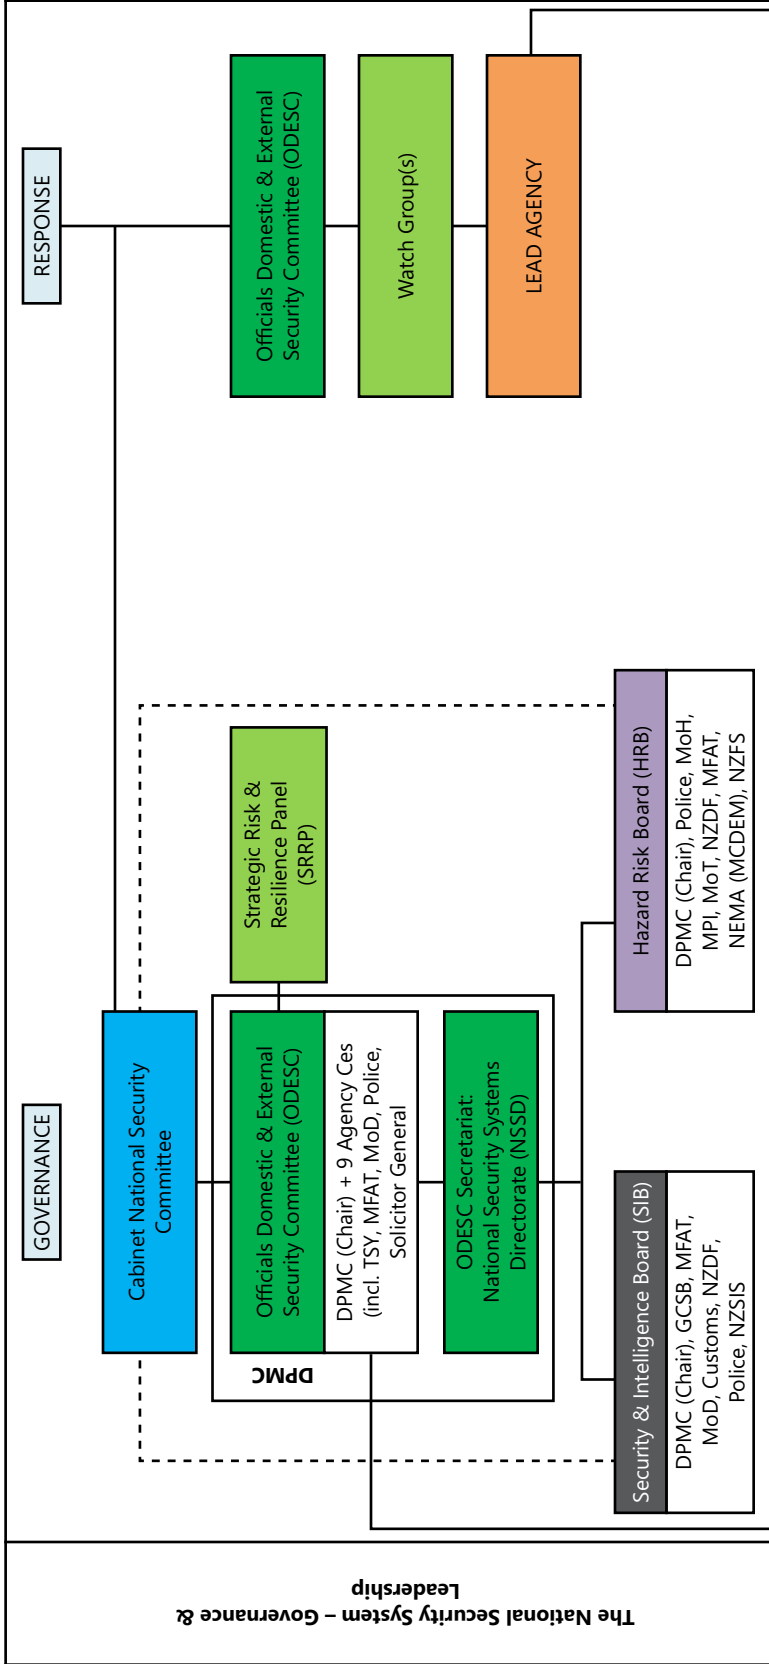 The National Security System – Governance &
Leadership
GOVERNANCE
Cabinet National Security
Committee
DPMC
Officials Domestic & External
Security Committee (ODESC)
DPMC (Chair) + 9 Agency Ces
(incl. TSY, MFAT, MoD, Police,
Solicitor General
ODESC Secretariat:
National Security Systems
Directorate (NSSD)
Strategic Risk &
Resilience Panel
(SRRP)
Security & Intelligence Board (SIB)
DPMC (Chair), GCSB, MFAT,
MoD, Customs, NZDF,
Police, NZSIS
Hazard Risk Board (HRB)
DPMC (Chair), Police, MoH,
MPI, MoT, NZDF, MFAT,
NEMA (MCDEM), NZFS
RESPONSE
Officials Domestic & External
Security Committee (ODESC)
Watch Group(s)
LEAD AGENCY